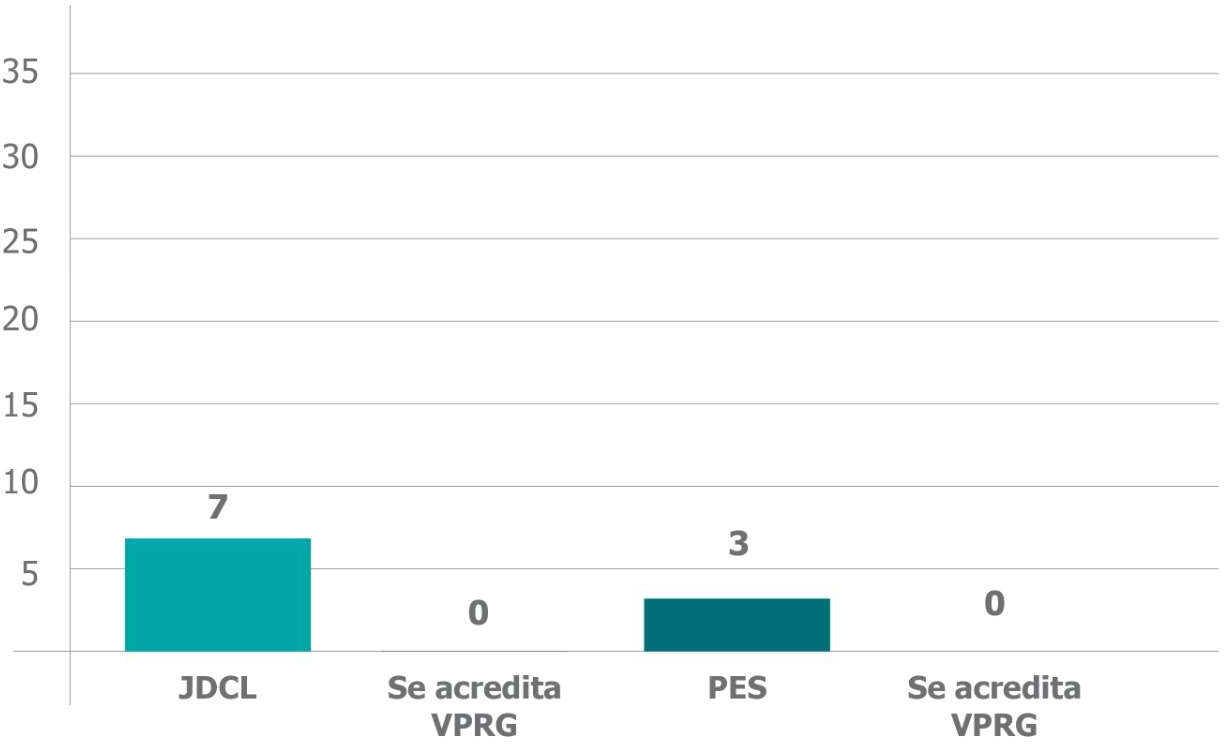 35
30
25
20
15
10
5
7
0
3
0
JDCL
Se acredita
VPRG
PES
Se acredita
VPRG